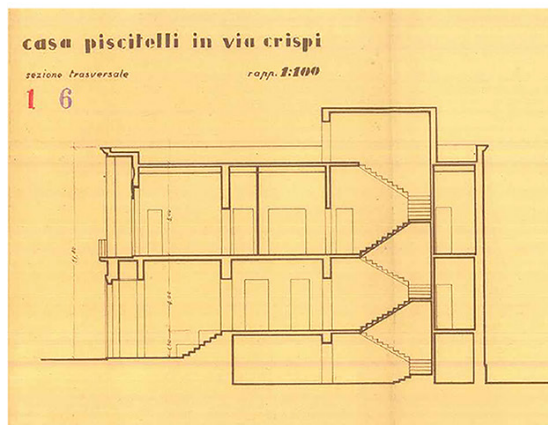 casa piscitelli in via crispi
sezione trasversale
rapp. 1:100
1 6